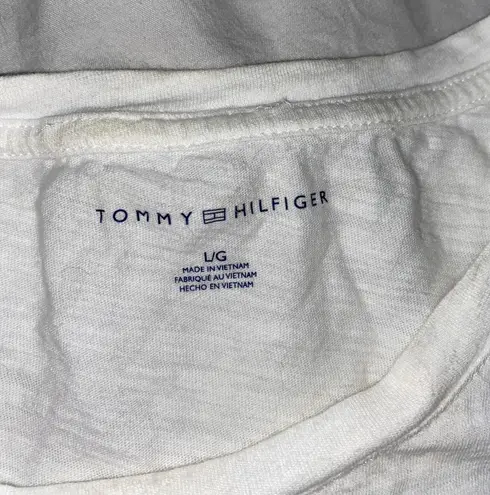 TOMMY HILFIGER
L/G
MADE IN VIETNAM
FABRIQUÉ AU VIETNAM
HECHO EN VIETNAM